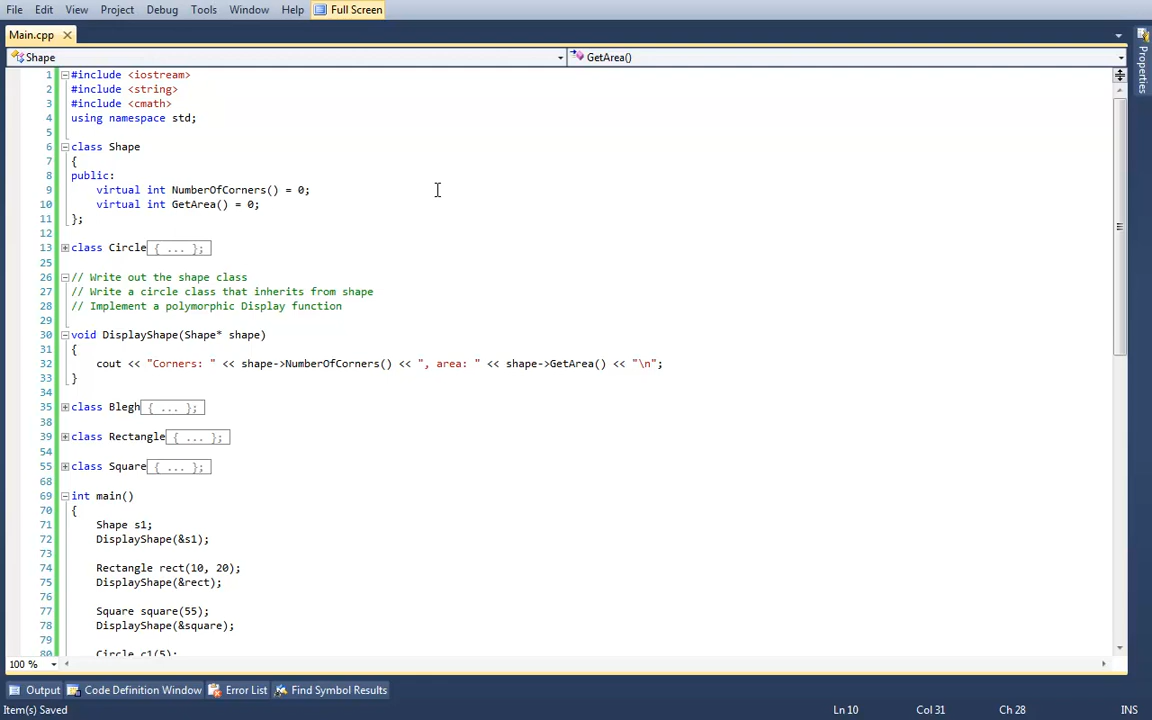 File Edit View Project Debug Tools Window Help Full Screen
Main.cpp
Shape GetArea()
Properties
1 #include <iostream>
2 #include <string>
3 #include <cmath>
4 using namespace std;
5
6 class Shape
7 {
8 public:
9 virtual int NumberOfCorners() = 0;
10 virtual int GetArea() = 0;
11 };
12
13 class Circle{ ... };
25
26 // Write out the shape class
27 // Write a circle class that inherits from shape
28 // Implement a polymorphic Display function
29
30 void DisplayShape(Shape* shape)
31 {
32 cout << "Corners: " << shape->NumberOfCorners() << ", area: " << shape->GetArea() << "\n";
33 }
34
35 class Blegh{ ... };
38
39 class Rectangle{ ... };
54
55 class Square{ ... };
68
69 int main()
70 {
71 Shape s1;
72 DisplayShape(&s1);
73
74 Rectangle rect(10, 20);
75 DisplayShape(&rect);
76
77 Square square(55);
78 DisplayShape(&square);
79
80 Circle c1(5);
100 %
Output Code Definition Window Error List Find Symbol Results
Item(s) Saved Ln 10 Col 31 Ch 28 INS